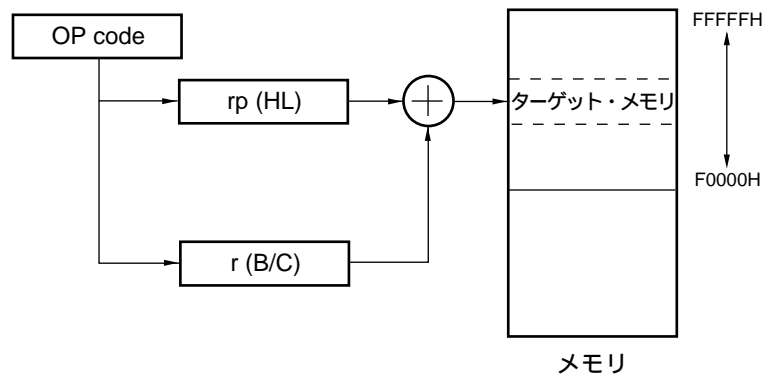 OP code
FFFFFH
rp (HL)
ターゲット・メモリ
F0000H
r (B/C)
メモリ